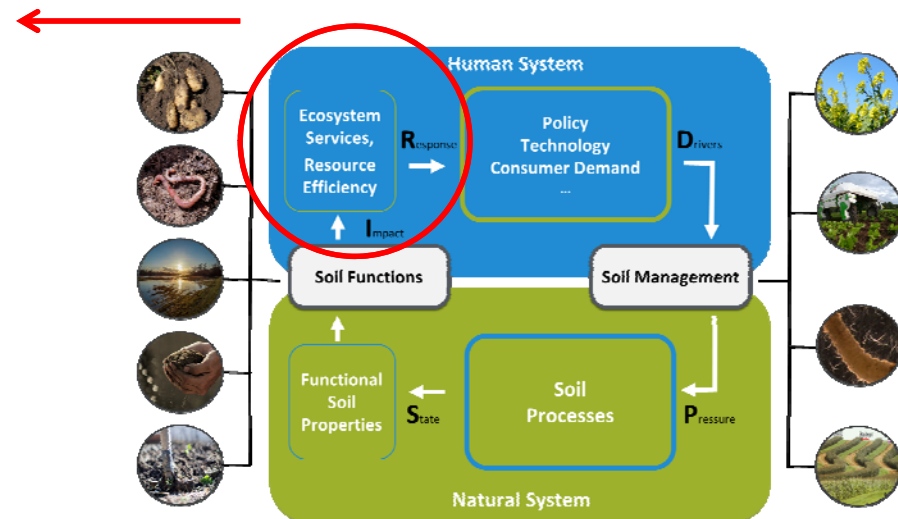 Human System
Ecosystem
Services,
Resource
Efficiency
Response
Policy
Technology
Consumer Demand
...
Drivers
Impact
Soil Functions
Soil Management
Functional
Soil
Properties
State
Soil
Processes
Pressure
Natural System